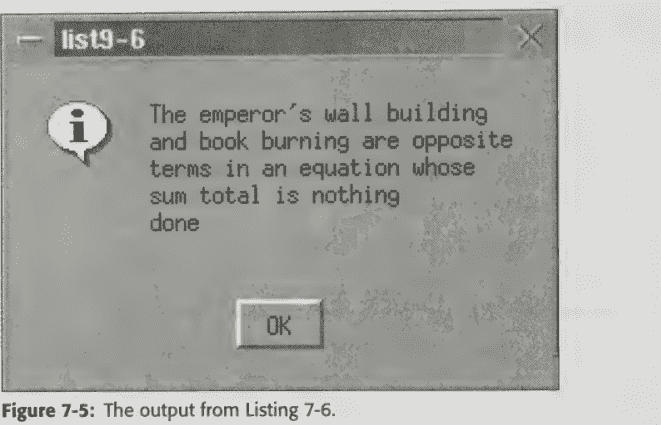 list9-6
The emperor's wall building
and book burning are opposite
terms in an equation whose
sum total is nothing
done
OK
Figure 7-5: The output from Listing 7-6.